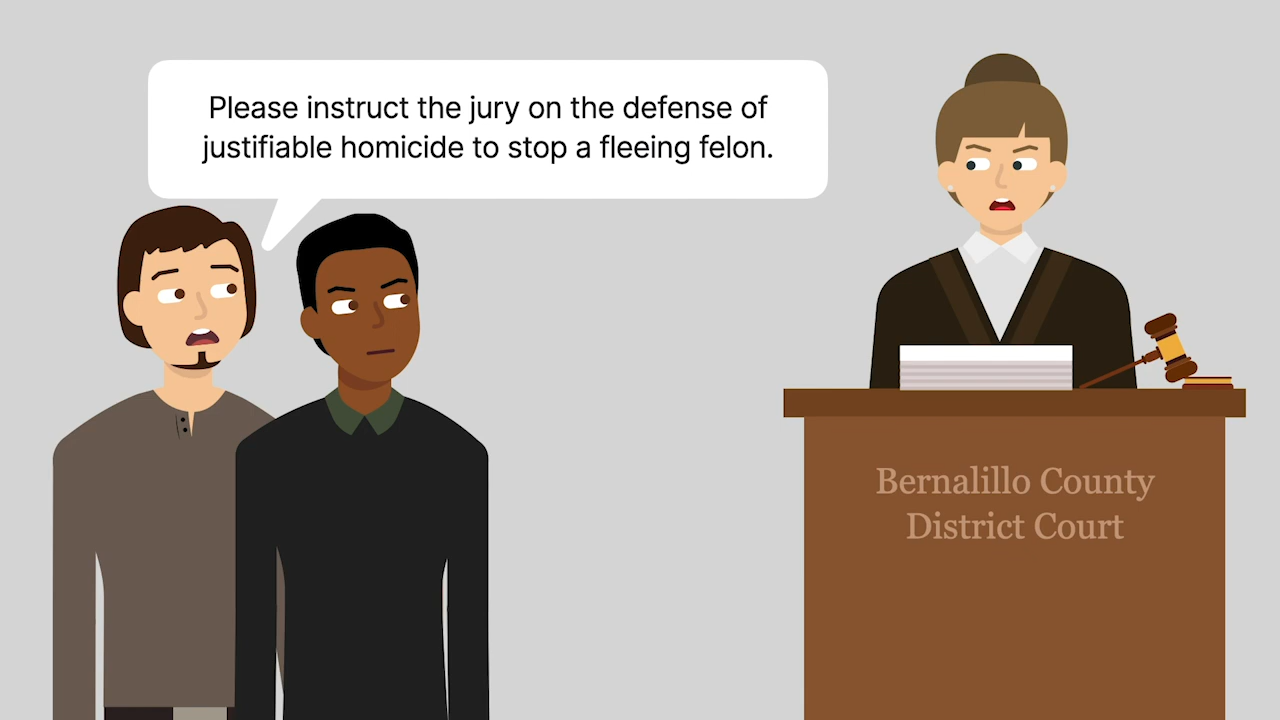 Please instruct the jury on the defense of
justifiable homicide to stop a fleeing felon.
Bernalillo County
District Court